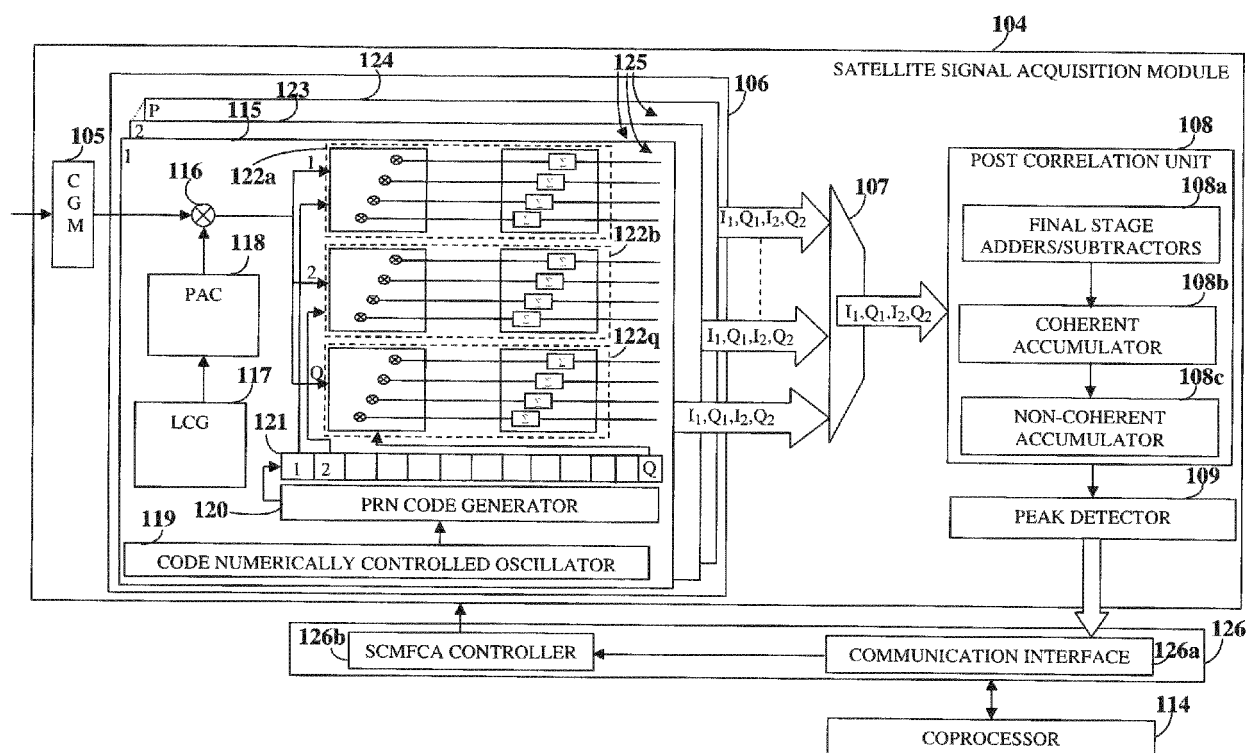 104
124
125
SATELLITE SIGNAL ACQUISITION MODULE
123
106
P
115
2
105
1
108
C
G
M
116
122a
1
POST CORRELATION UNIT
107
108a
Σ
Σ
Σ
Σ
I1,Q1,I2,Q2
FINAL STAGE
ADDERS/SUBTRACTORS
122b
118
2
PAC
Σ
Σ
Σ
Σ
108b
I1,Q1,I2,Q2
COHERENT
ACCUMULATOR
I1,Q1,I2,Q2
122q
117
Q
108c
LCG
Σ
Σ
Σ
Σ
I1,Q1,I2,Q2
NON-COHERENT
ACCUMULATOR
121
1
2
Q
109
120
PRN CODE GENERATOR
PEAK DETECTOR
119
CODE NUMERICALLY CONTROLLED OSCILLATOR
126b
SCMFCA CONTROLLER
COMMUNICATION INTERFACE
126a
126
114
COPROCESSOR